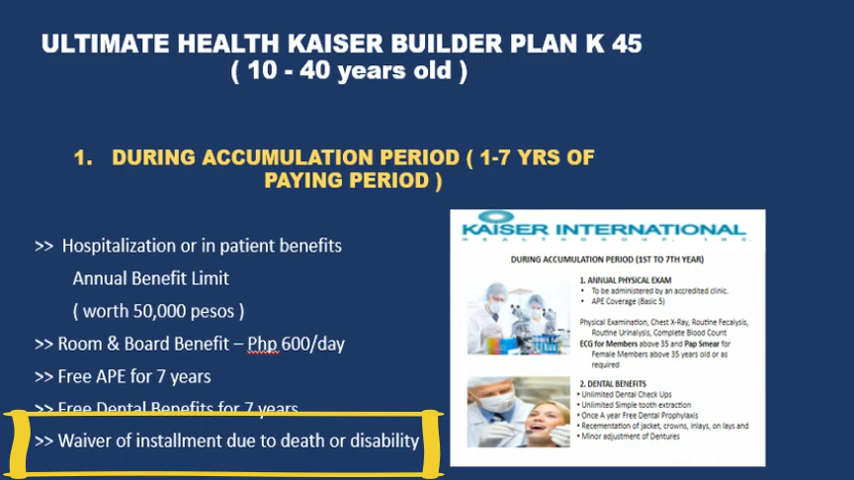 ULTIMATE HEALTH KAISER BUILDER PLAN K 45
( 10 - 40 years old )
1. DURING ACCUMULATION PERIOD ( 1-7 YRS OF
PAYING PERIOD )
>> Hospitalization or in patient benefits
Annual Benefit Limit
( worth 50,000 pesos )
>> Room & Board Benefit – Php 600/day
>> Free APE for 7 years
>> Free Dental Benefits for 7 years
>> Waiver of installment due to death or disability
KAISER INTERNATIONAL
HEALTHGROUP, INC.
DURING ACCUMULATION PERIOD (1ST TO 7TH YEAR)
1. ANNUAL PHYSICAL EXAM
• To be administered by an accredited clinic.
• APE Coverage (Basic 5)
Physical Examination, Chest X-Ray, Routine Fecalysis,
Routine Urinalysis, Complete Blood Count
ECG for Members above 35 and Pap Smear for
Female Members above 35 years old or as
required
2. DENTAL BENEFITS
• Unlimited Dental Check Ups
• Unlimited Simple tooth extraction
• Once A year Free Dental Prophylaxis
• Recementation of jacket, crowns, inlays, on lays and
• Minor adjustment of Dentures